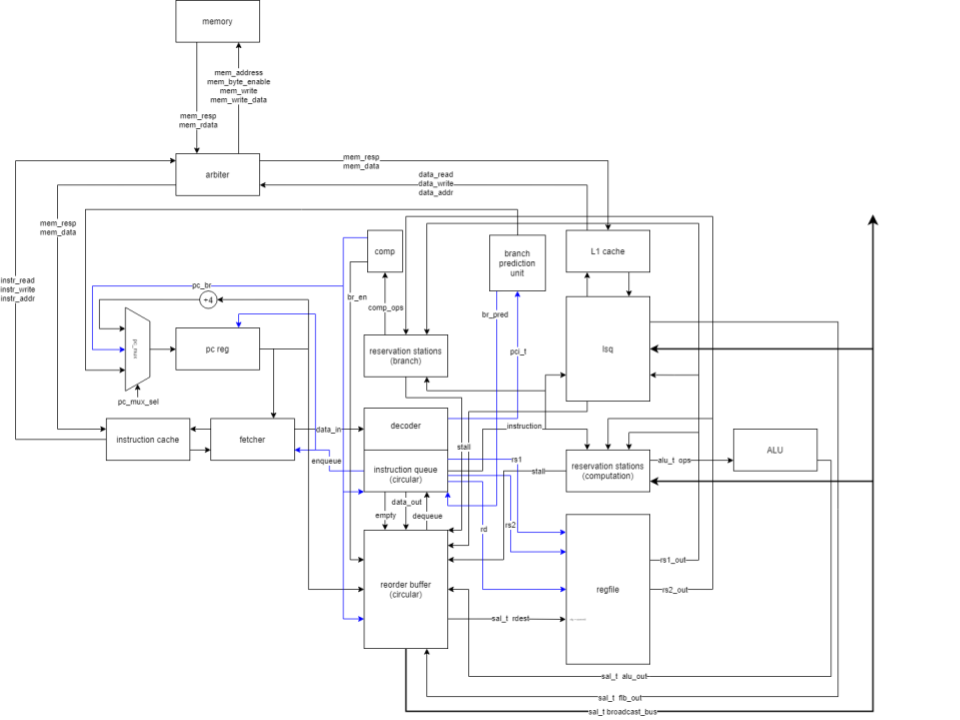 memory
mem_address
mem_byte_enable
mem_write
mem_write_data
mem_resp
mem_rdata
arbiter
mem_resp
mem_data
data_read
data_write
data_addr
mem_resp
mem_data
instr_read
instr_write
instr_addr
comp
branch
prediction
unit
L1 cache
pc_br
+4
br_en
comp_ops
br_pred
pc_mux
pc reg
reservation stations
(branch)
pci_t
lsq
pc_mux_sel
instruction cache
fetcher
data_in
decoder
instruction
stall
ALU
enqueue
instruction queue
(circular)
rs1
stall
reservation stations
(computation)
alu_t ops
empty
data_out
dequeue
rd
rs2
reorder buffer
(circular)
regfile
rs1_out
rs2_out
sal_t rdest
sal_t alu_out
sal_t flb_out
sal_t broadcast_bus